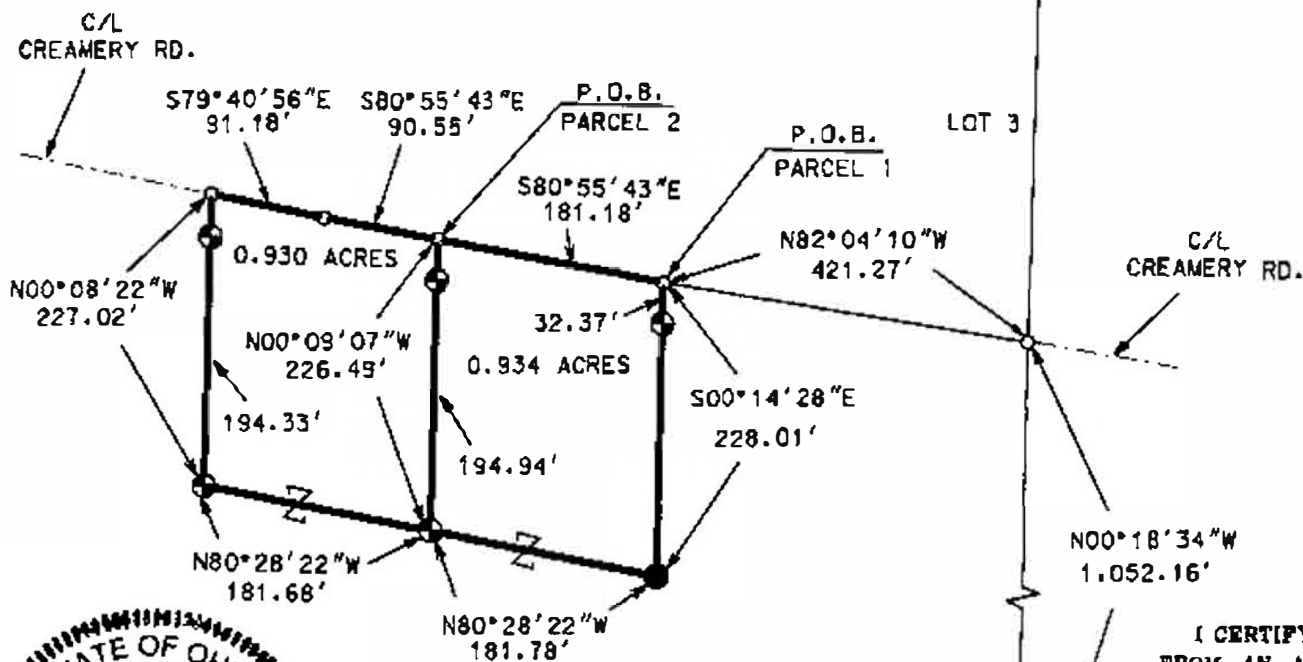 C/L
CREAMERY RD.
S79°40'56"E
91.18'
S80°55'43"E
90.55'
P.O.B.
PARCEL 2
P.O.B.
PARCEL 1
LOT 3
S80°55'43"E
181.18'
N82°04'10"W
421.27'
C/L
CREAMERY RD.
0.930 ACRES
N00°08'22"W
227.02'
32.37'
N00°09'07"W
226.49'
0.934 ACRES
S00°14'28"E
228.01'
194.33'
194.94'
N80°28'22"W
181.68'
N00°18'34"W
1,052.16'
N80°28'22"W
181.78'
I CERTIFY
ATE OF